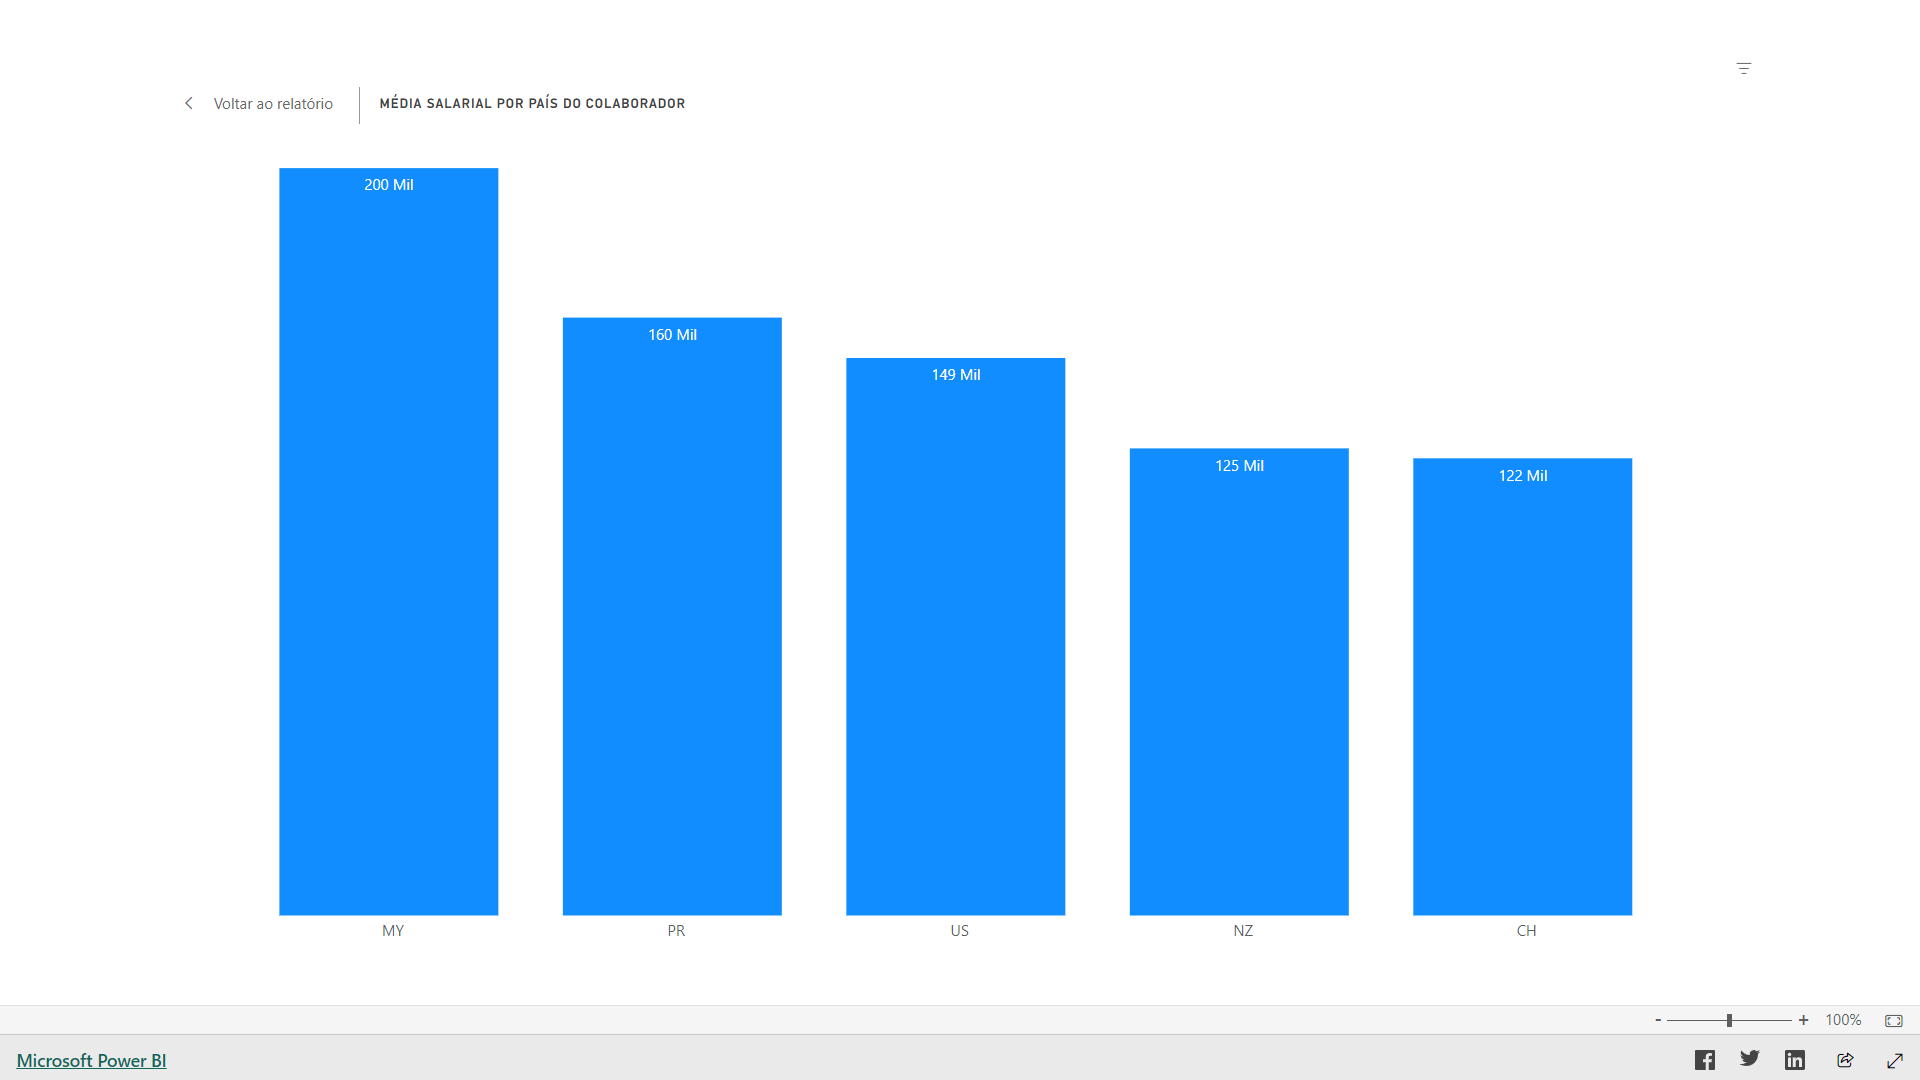 Voltar ao relatório
MÉDIA SALARIAL POR PAÍS DO COLABORADOR
200 Mil
160 Mil
149 Mil
125 Mil
122 Mil
MY
PR
US
NZ
CH
- + 100%
Microsoft Power BI